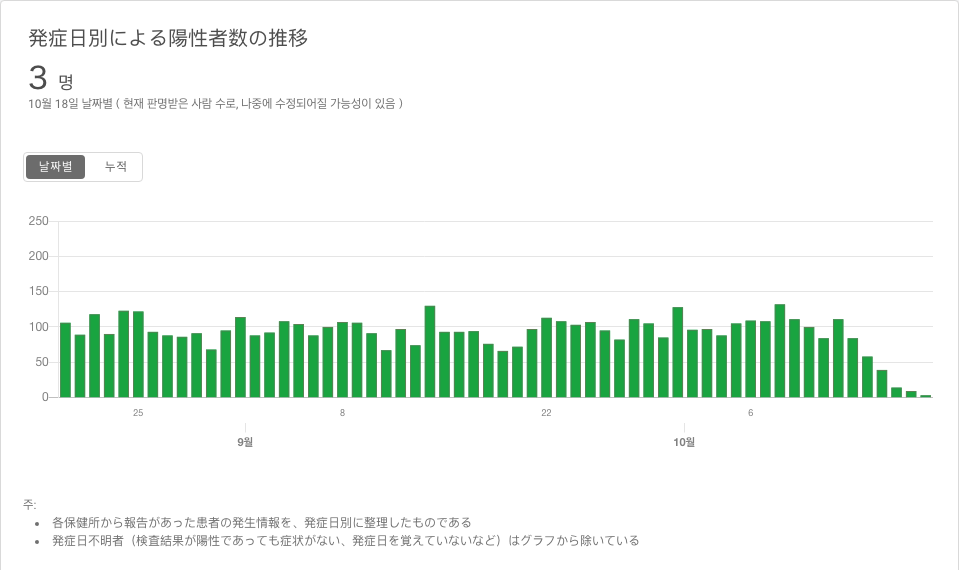 発症日別による陽性者数の推移
3 명
10월 18일 날짜별 ( 현재 판명받은 사람 수로, 나중에 수정되어질 가능성이 있음 )
날짜별 누적
250
200
150
100
50
0
25 8 22 6
9월 10월
주:
• 各保健所から報告があった患者の発生情報を、発症日別に整理したものである
• 発症日不明者（検査結果が陽性であっても症状がない、発症日を覚えていないなど）はグラフから除いている